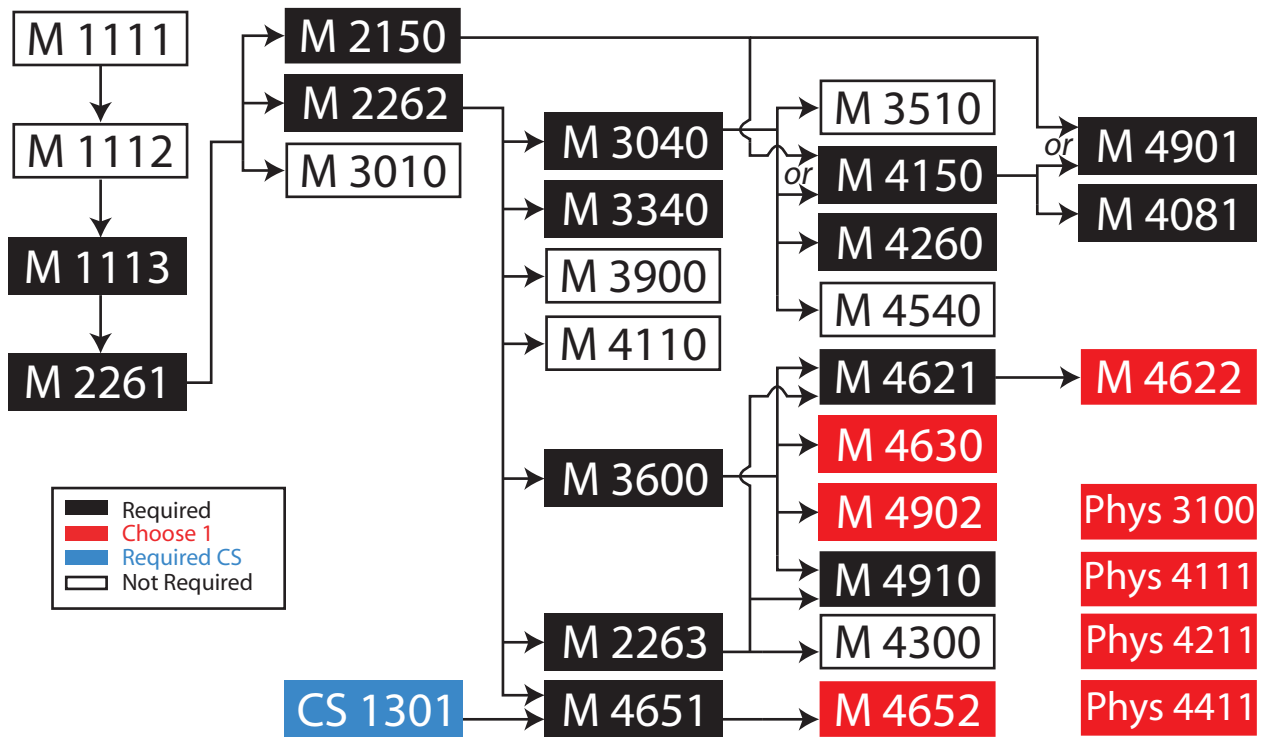 M 1111
M 1112
M 1113
M 2261
M 2150
M 2262
M 3010
M 3040
M 3340
M 3900
M 4110
M 3600
M 2263
CS 1301
M 4651
M 3510
or
M 4150
M 4260
M 4540
M 4621
M 4630
M 4902
M 4910
M 4300
M 4652
or
M 4901
M 4081
M 4622
Phys 3100
Phys 4111
Phys 4211
Phys 4411
Required
Choose 1
Required CS
Not Required